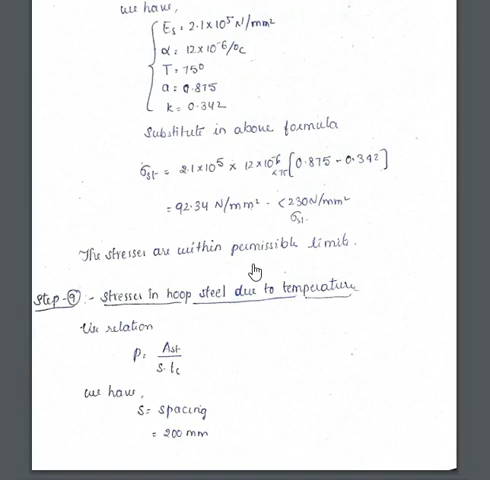 we have,
Es = 2.1×10⁵ N/mm²
α = 12×10⁻⁶/°C
T = 75°
a = 0.875
k = 0.342
Substitute in above formula
σst = 2.1×10⁵ × 12×10⁻⁶ ×75 [0.875 - 0.342]
= 92.34 N/mm² - < 230 N/mm²
σst.
The stresses are within permissible limit.
Step-9 :- Stresses in hoop steel due to temperature
Use relation
P = Ast / s. tc
we have,
S = spacing
= 200 mm